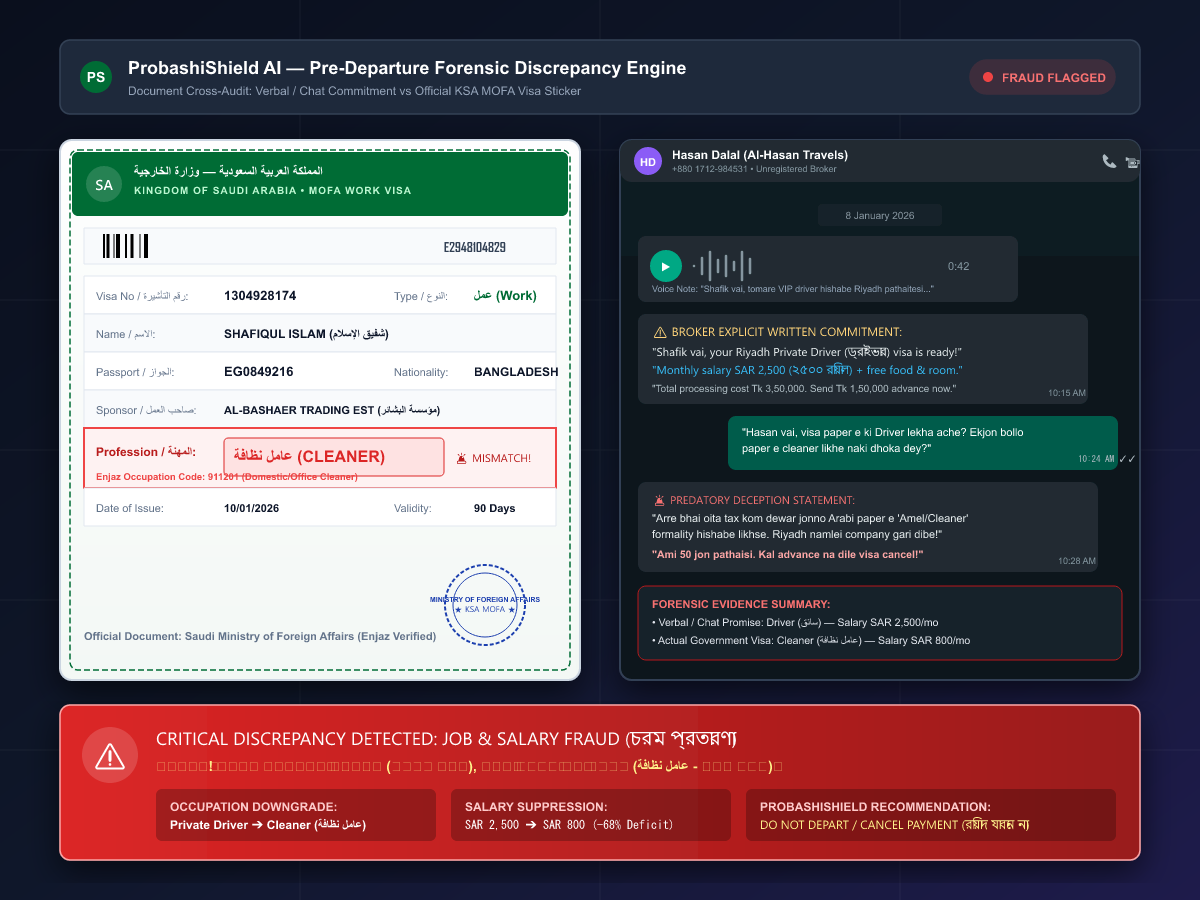 PS
ProbashiShield AI — Pre-Departure Forensic Discrepancy Engine
Document Cross-Audit: Verbal / Chat Commitment vs Official KSA MOFA Visa Sticker
FRAUD FLAGGED
SA
المملكة العربية السعودية — وزارة الخارجية
KINGDOM OF SAUDI ARABIA • MOFA WORK VISA
E2948104829
Visa No / رقم التأشيرة: 1304928174 Type / النوع: عمل (Work)
Name / الاسم: SHAFIQUL ISLAM (شفيق الإسلام)
Passport / الجواز: EG0849216 Nationality: BANGLADESH
Sponsor / صاحب العمل: AL-BASHAER TRADING EST (مؤسسة البشائر)
Profession / المهنة: عامل نظافة (CLEANER) MISMATCH!
Enjaz Occupation Code: 911201 (Domestic/Office Cleaner)
Date of Issue: 10/01/2026 Validity: 90 Days
MINISTRY OF FOREIGN AFFAIRS
★ KSA MOFA ★
Official Document: Saudi Ministry of Foreign Affairs (Enjaz Verified)
HD
Hasan Dalal (Al-Hasan Travels)
+880 1712-984531 • Unregistered Broker
8 January 2026
0:42
Voice Note: "Shafik vai, tomare VIP driver hishabe Riyadh pathaitesi..."
⚠ BROKER EXPLICIT WRITTEN COMMITMENT:
"Shafik vai, your Riyadh Private Driver (ড্রাইভার) visa is ready!"
"Monthly salary SAR 2,500 (২৫০০ রিয়াল) + free food & room."
"Total processing cost Tk 3,50,000. Send Tk 1,50,000 advance now."
10:15 AM
"Hasan vai, visa paper e ki Driver lekha ache? Ekjon bollo
paper e cleaner likhe naki dhoka dey?"
10:24 AM ✓✓
🚨 PREDATORY DECEPTION STATEMENT:
"Arre bhai oita tax kom dewar jonno Arabi paper e 'Amel/Cleaner'
formality hishabe likhse. Riyadh namlei company gari dibe!"
"Ami 50 jon pathaisi. Kal advance na dile visa cancel!"
10:28 AM
FORENSIC EVIDENCE SUMMARY:
• Verbal / Chat Promise: Driver (سائق) — Salary SAR 2,500/mo
• Actual Government Visa: Cleaner (عامل نظافة) — Salary SAR 800/mo
CRITICAL DISCREPANCY DETECTED: JOB & SALARY FRAUD (চরম প্রতারণা)
(عامل نظافة -
OCCUPATION DOWNGRADE:
Private Driver ➔ Cleaner (عامل نظافة)
SALARY SUPPRESSION:
SAR 2,500 ➔ SAR 800 (-68% Deficit)
PROBASHISHIELD RECOMMENDATION:
DO NOT DEPART / CANCEL PAYMENT